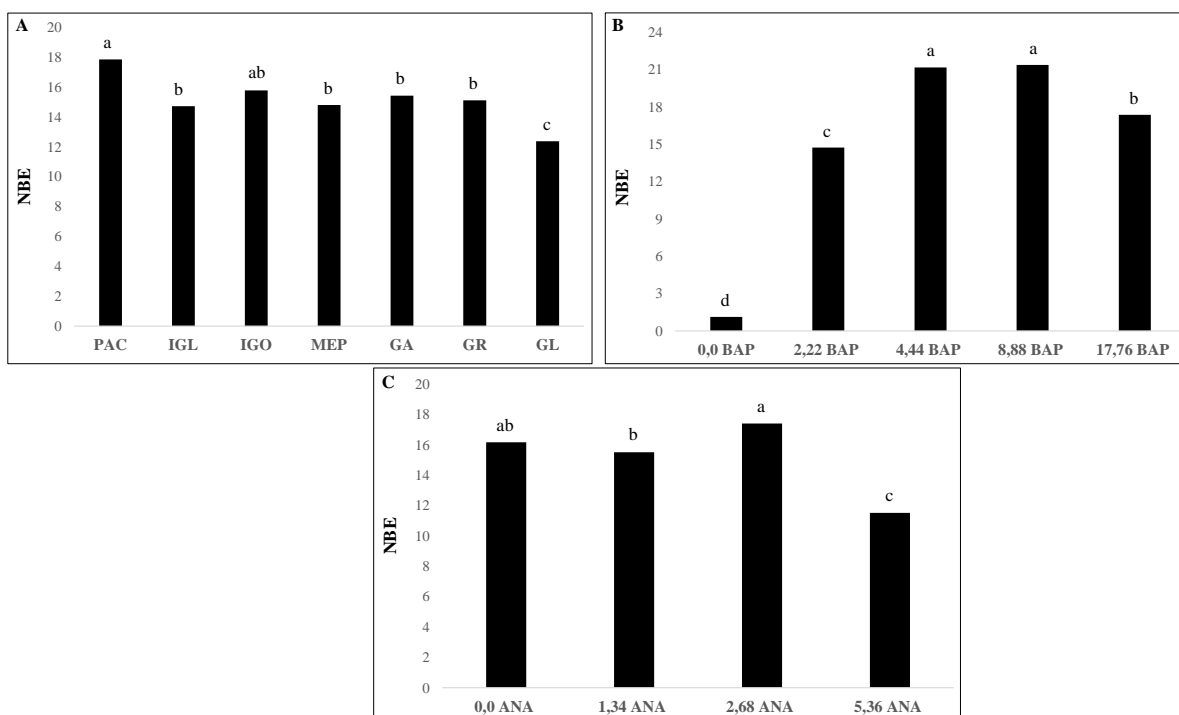 A
20
18
16
14
12
10
8
6
4
2
0
NBE
a
b
ab
b
b
b
c
PAC IGL IGO MEP GA GR GL
B
24
21
18
15
12
9
6
3
0
NBE
d
c
a
a
b
0,0 BAP 2,22 BAP 4,44 BAP 8,88 BAP 17,76 BAP
C
20
18
16
14
12
10
8
6
4
2
0
NBE
ab
b
a
c
0,0 ANA 1,34 ANA 2,68 ANA 5,36 ANA